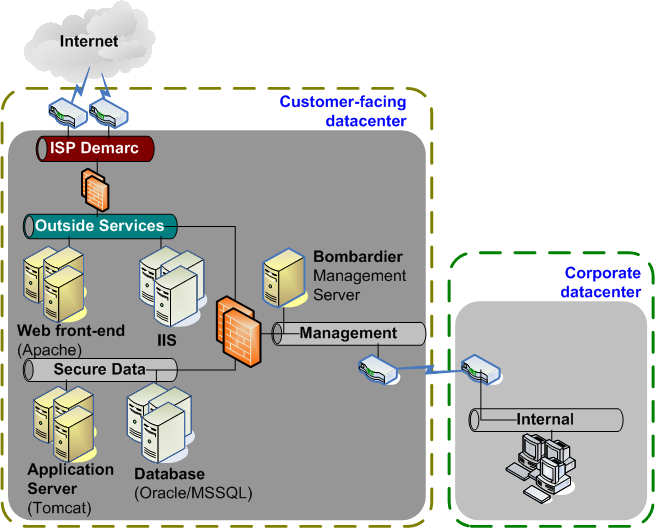 Internet
Customer-facing
datacenter
ISP Demarc
Outside Services
Bombardier
Management
Server
Web front-end
(Apache)
IIS
Management
Secure Data
Application
Server
(Tomcat)
Database
(Oracle/MSSQL)
Corporate
datacenter
Internal